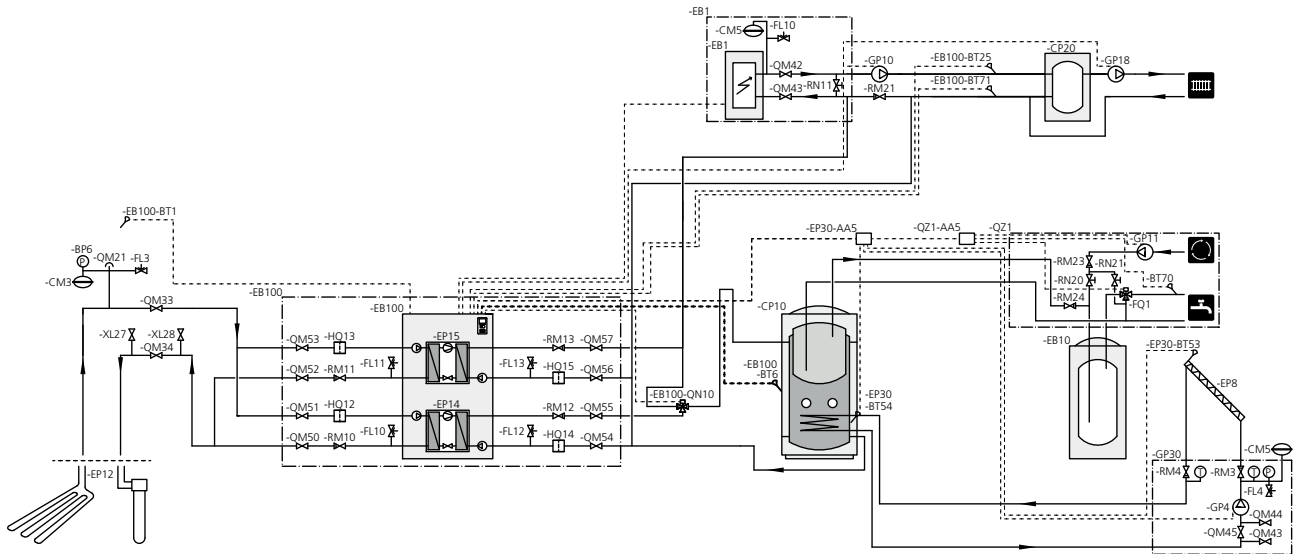 -EB1
-CM5
-FL10
-EB1
-QM42
-QM43
-RN11
-GP10
-RM21
-EB100-BT25
-EB100-BT71
-CP20
-GP18
-EB100-BT1
-BP6
P
-QM21
-FL3
-CM3
-QM33
-XL27
-XL28
-QM34
-EP12
-EB100
-EB100
-QM53
-HQ13
-QM52
-RM11
-FL11
-EP15
-FL13
-RM13
-QM57
-HQ15
-QM56
-QM51
-HQ12
-QM50
-RM10
-FL10
-EP14
-FL12
-RM12
-QM55
-HQ14
-QM54
-EB100-QN10
-CP10
-EB100
-BT6
-EP30
-BT54
-EP30-AA5
-QZ1-AA5
-QZ1
-GP11
-RM23
-RN21
-RN20
-RM24
-BT70
-FQ1
-EB10
-EP30-BT53
-EP8
-GP30
-RM4
T
-RM3
T
P
-CM5
-FL4
-GP4
-QM44
-QM45
-QM43